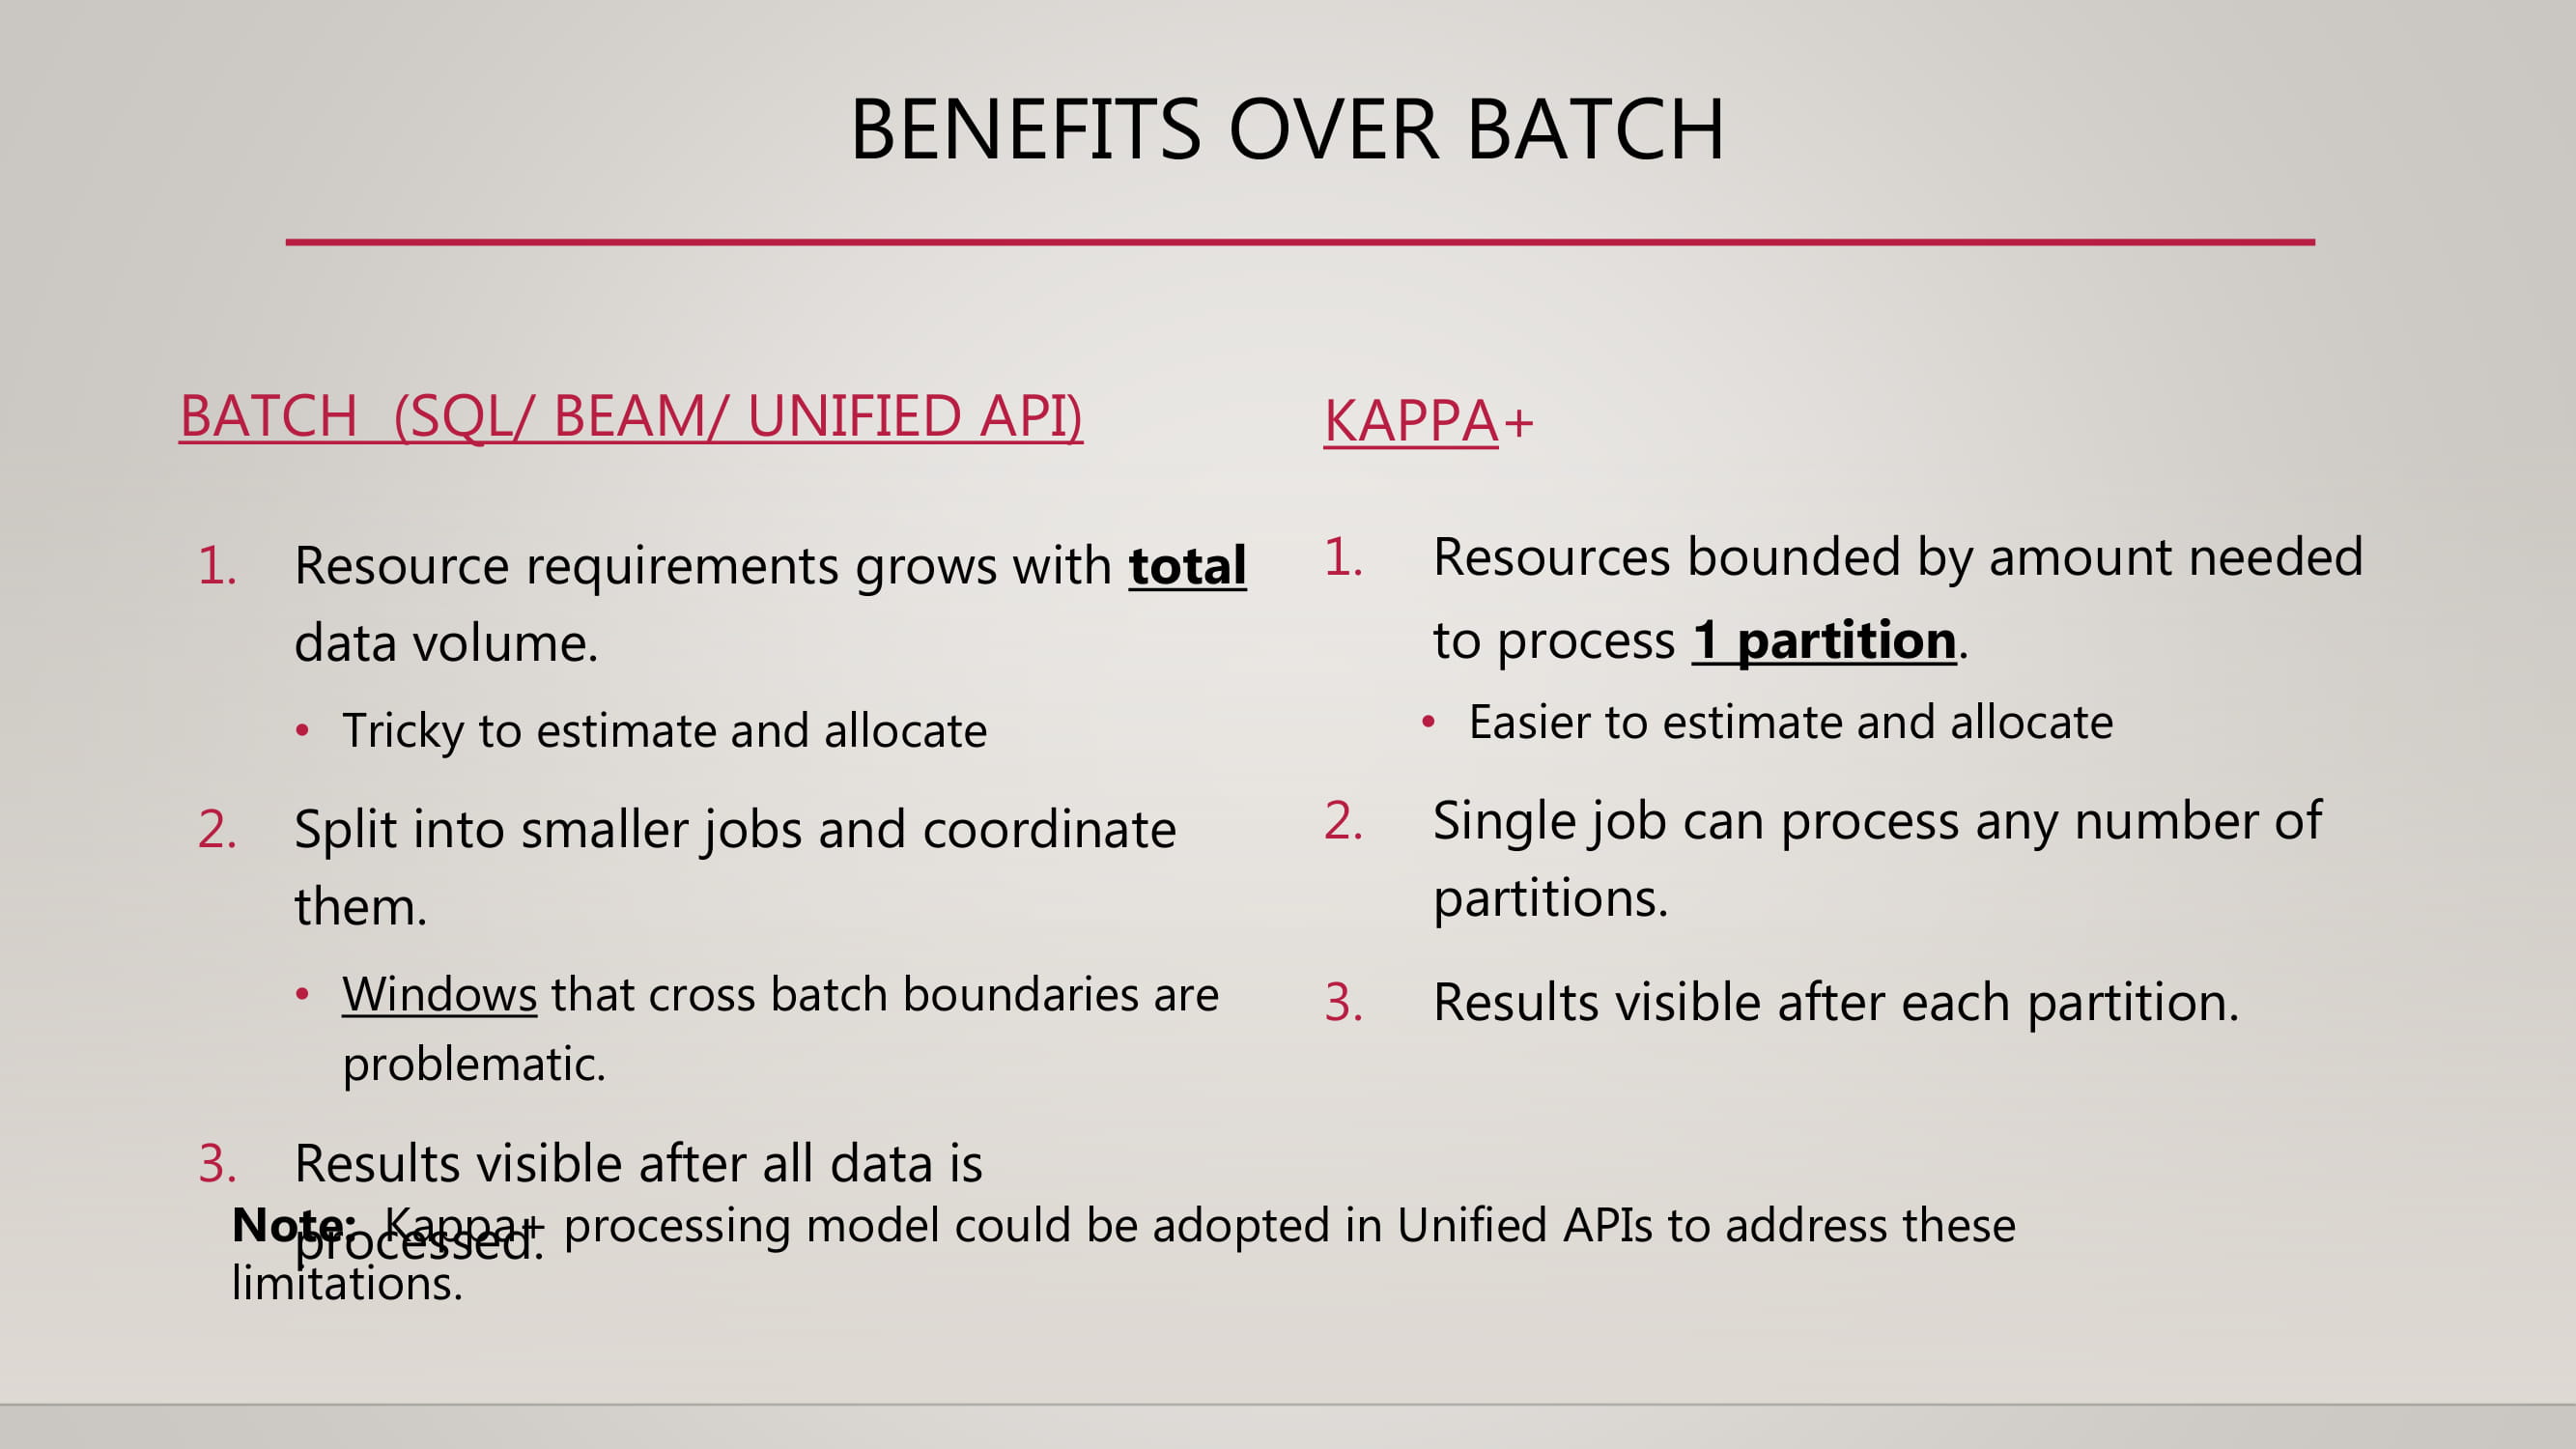 BENEFITS OVER BATCH
BATCH  (SQL/ BEAM/ UNIFIED API)
1. Resource requirements grows with total
data volume.
• Tricky to estimate and allocate
2. Split into smaller jobs and coordinate
them.
• Windows that cross batch boundaries are
problematic.
3. Results visible after all data is
processed.
KAPPA+
1. Resources bounded by amount needed
to process 1 partition.
• Easier to estimate and allocate
2. Single job can process any number of
partitions.
3. Results visible after each partition.
Note:  Kappa+ processing model could be adopted in Unified APIs to address these
limitations.